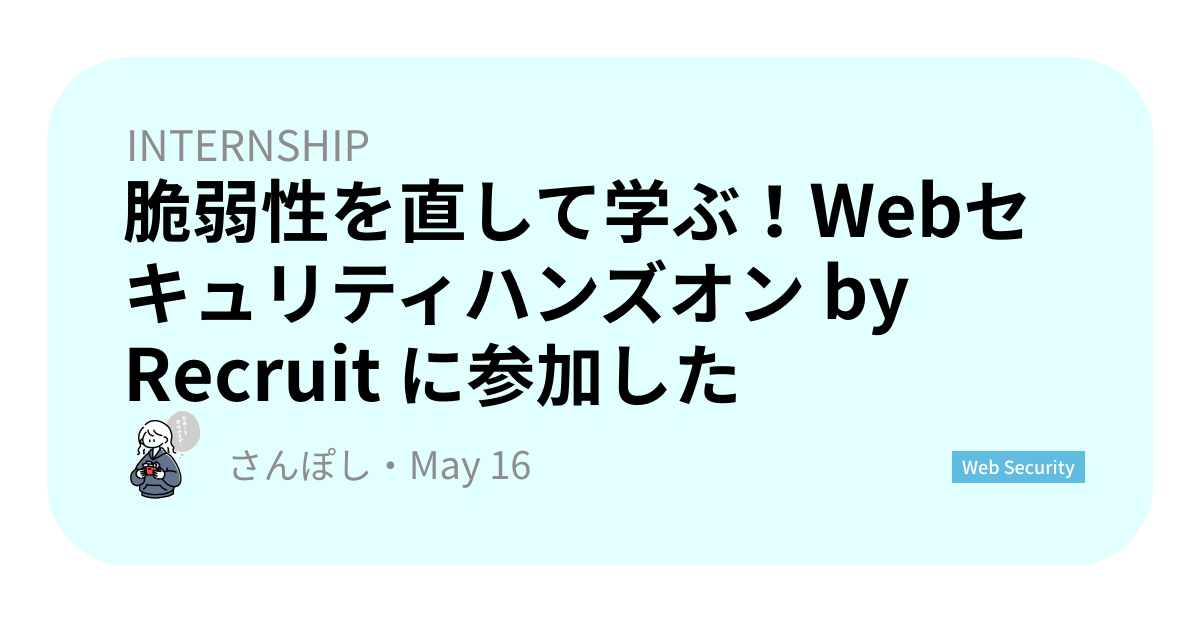 INTERNSHIP
脆弱性を直して学ぶ！Webセ
キュリティハンズオン by
Recruit に参加した
さんぽし・May 16
Web Security